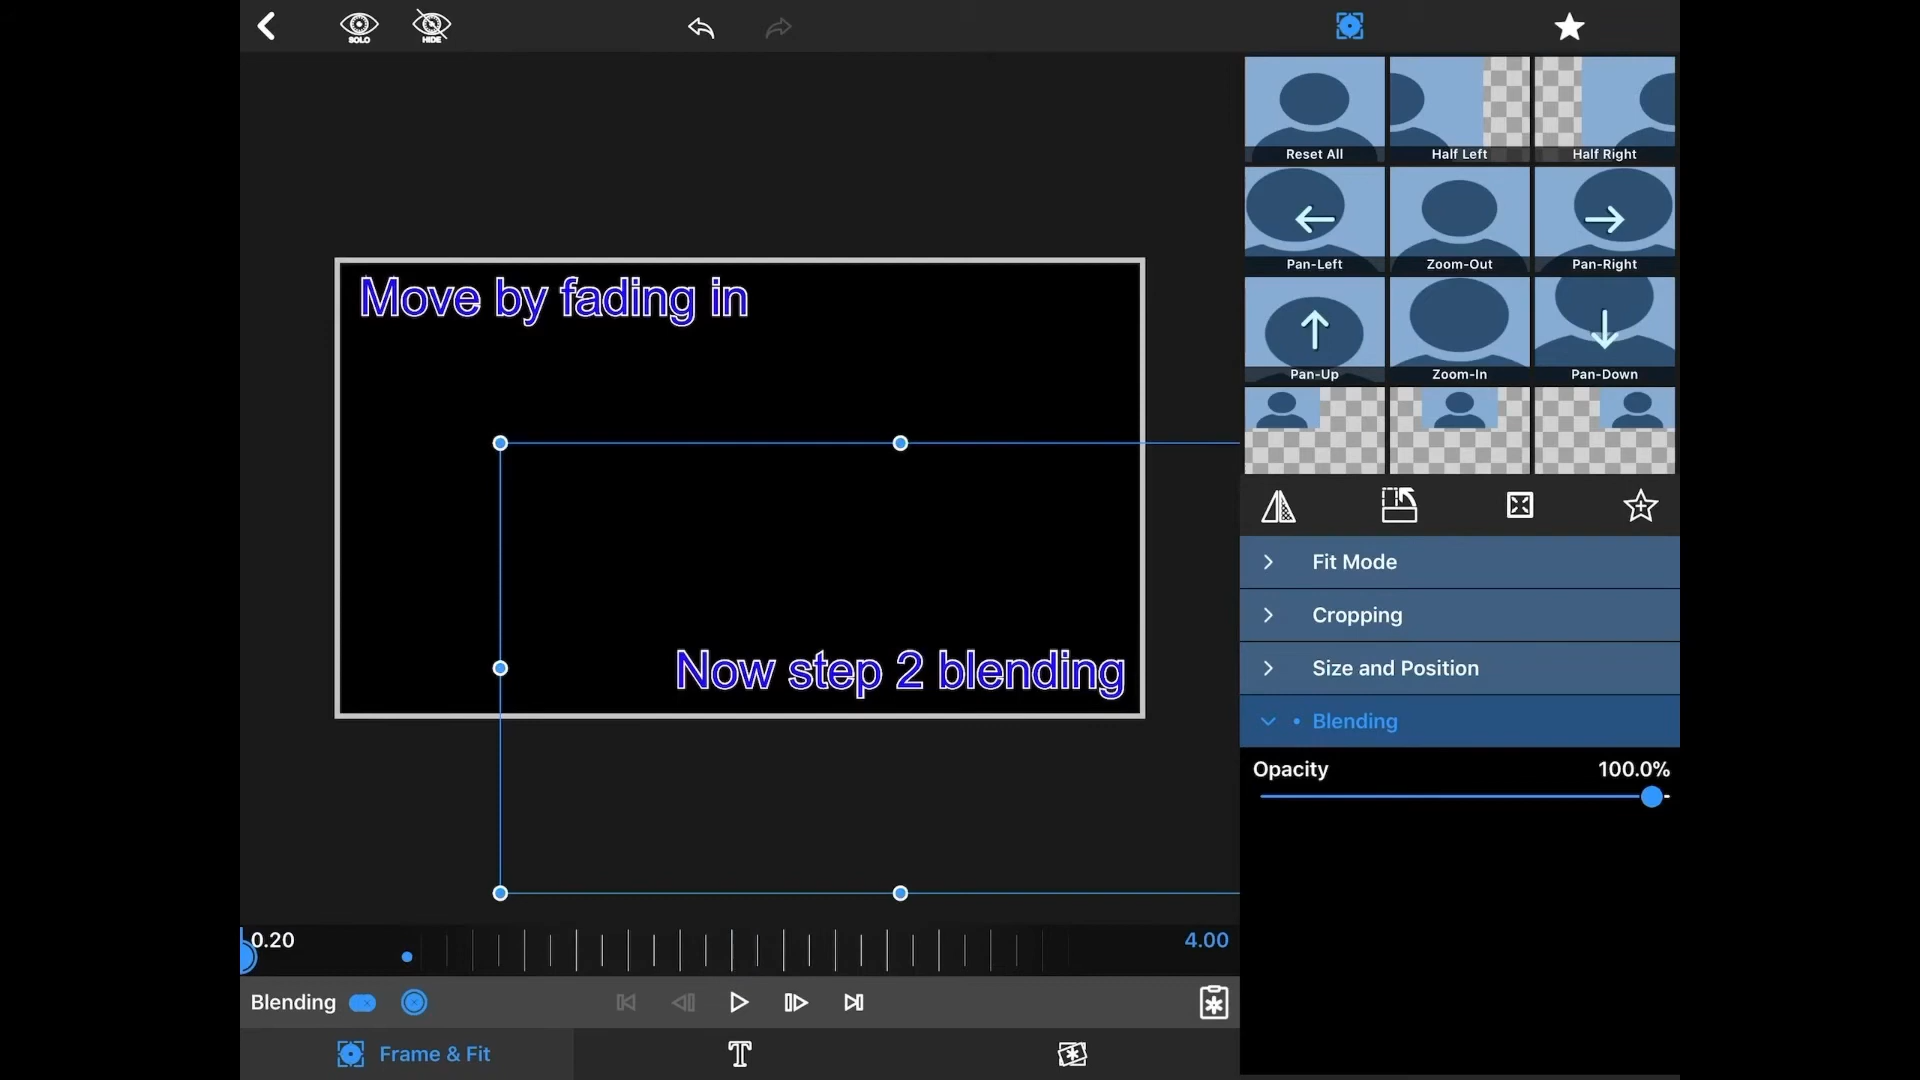 SOLO
HIDE
Reset All
Half Left
Half Right
Pan-Left
Zoom-Out
Pan-Right
Pan-Up
Zoom-In
Pan-Down
Move by fading in
Now step 2 blending
Fit Mode
Cropping
Size and Position
Blending
Opacity
100.0%
0.20
4.00
Blending
Frame & Fit
T